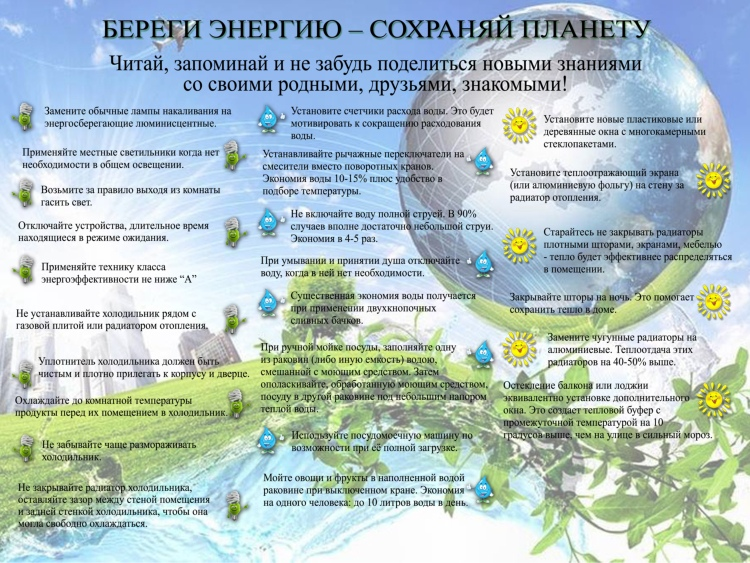 БЕРЕГИ ЭНЕРГИЮ – СОХРАНЯЙ ПЛАНЕТУ
Читай, запоминай и не забудь поделиться новыми знаниями
со своими родными, друзьями, знакомыми!
Замените обычные лампы накаливания на
энергосберегающие люминисцентные.
Применяйте местные светильники когда нет
необходимости в общем освещении.
Возьмите за правило выходя из комнаты
гасить свет.
Отключайте устройства, длительное время
находящиеся в режиме ожидания.
Применяйте технику класса
энергоэффективности не ниже “А”
Не устанавливайте холодильник рядом с
газовой плитой или радиатором отопления.
Уплотнитель холодильника должен быть
чистым и плотно прилегать к корпусу и дверце.
Охлаждайте до комнатной температуры
продукты перед их помещением в холодильник.
Не забывайте чаще размораживать
холодильник.
Не закрывайте радиатор холодильника,
оставляйте зазор между стеной помещения
и задней стенкой холодильника, чтобы она
могла свободно охлаждаться.
Установите счетчики расхода воды. Это будет
мотивировать к сокращению расходования
воды.
Устанавливайте рычажные переключатели на
смесители вместо поворотных кранов.
Экономия воды 10-15% плюс удобство в
подборе температуры.
Не включайте воду полной струей. В 90%
случаев вполне достаточно небольшой струи.
Экономия в 4-5 раз.
При умывании и принятии душа отключайте
воду, когда в ней нет необходимости.
Существенная экономия воды получается
при применении двухкнопочных
сливных бачков.
При ручной мойке посуды, заполняйте одну
из раковин (либо иную емкость) водою,
смешанной с моющим средством. Затем
ополаскивайте, обработанную моющим средством,
посуду в другой раковине под небольшим напором
теплой воды.
Используйте посудомоечную машину по
возможности при её полной загрузке.
Мойте овощи и фрукты в наполненной водой
раковине при выключенном кране. Экономия
на одного человека: до 10 литров воды в день.
Установите новые пластиковые или
деревянные окна с многокамерными
стеклопакетами.
Установите теплоотражающий экрана
(или алюминиевую фольгу) на стену за
радиатор отопления.
Старайтесь не закрывать радиаторы
плотными шторами, экранами, мебелью
- тепло будет эффективнее распределяться
в помещении.
Закрывайте шторы на ночь. Это помогает
сохранить тепло в доме.
Замените чугунные радиаторы на
алюминиевые. Теплоотдача этих
радиаторов на 40-50% выше.
Остекление балкона или лоджии
эквивалентно установке дополнительного
окна. Это создает тепловой буфер с
промежуточной температурой на 10
градусов выше, чем на улице в сильный мороз.